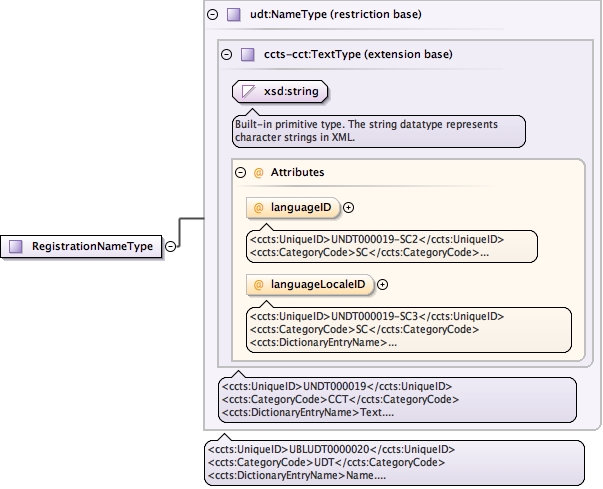 udt:NameType (restriction base)
ccts-cct:TextType (extension base)
xsd:string
Built-in primitive type. The string datatype represents
character strings in XML.
@ Attributes
@ languageID
<ccts:UniqueID>UNDT000019-SC2</ccts:UniqueID>
<ccts:CategoryCode>SC</ccts:CategoryCode>...
RegistrationNameType
@ languageLocaleID
<ccts:UniqueID>UNDT000019-SC3</ccts:UniqueID>
<ccts:CategoryCode>SC</ccts:CategoryCode>
<ccts:DictionaryEntryName>...
<ccts:UniqueID>UNDT000019</ccts:UniqueID>
<ccts:CategoryCode>CCT</ccts:CategoryCode>
<ccts:DictionaryEntryName>Text....
<ccts:UniqueID>UBLUDT0000020</ccts:UniqueID>
<ccts:CategoryCode>UDT</ccts:CategoryCode>
<ccts:DictionaryEntryName>Name....